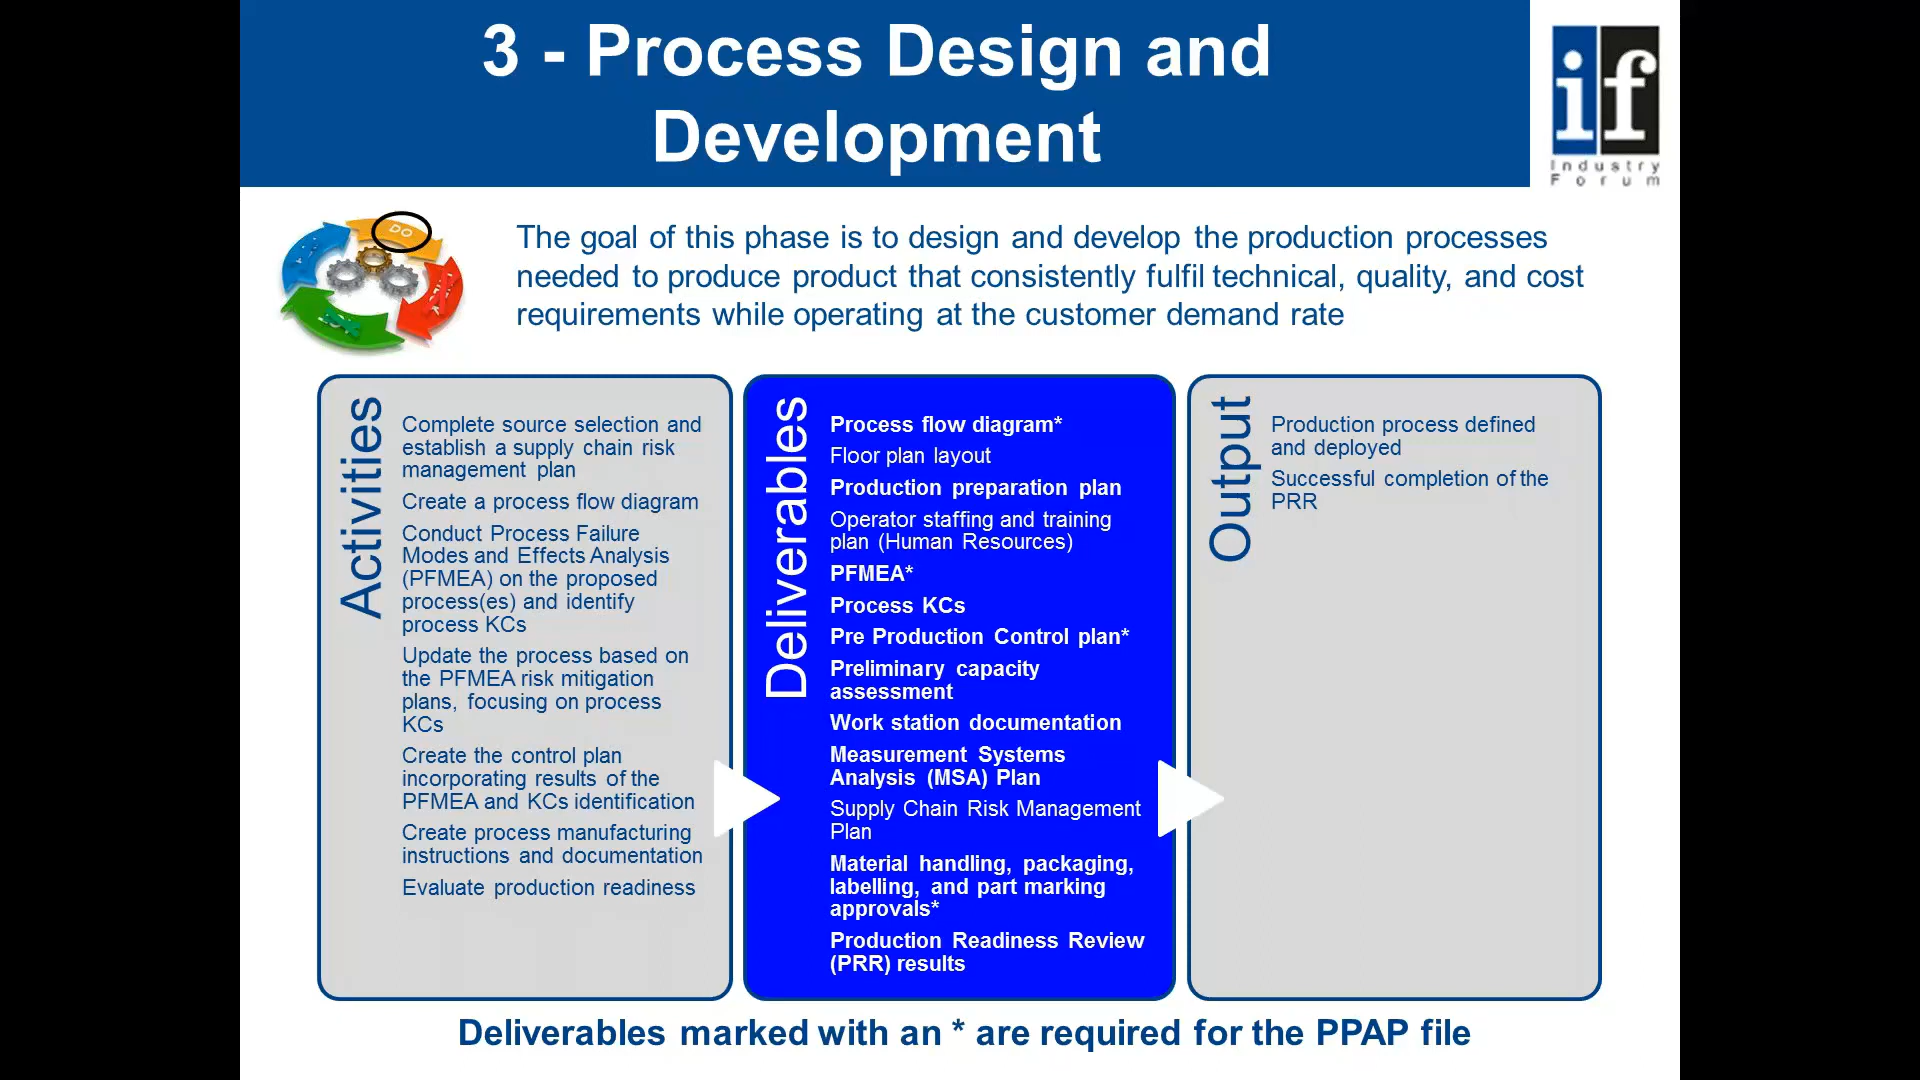 3 - Process Design and
Development
if
Industry
Forum
DO
The goal of this phase is to design and develop the production processes
needed to produce product that consistently fulfil technical, quality, and cost
requirements while operating at the customer demand rate
Activities
Complete source selection and
establish a supply chain risk
management plan
Create a process flow diagram
Conduct Process Failure
Modes and Effects Analysis
(PFMEA) on the proposed
process(es) and identify
process KCs
Update the process based on
the PFMEA risk mitigation
plans, focusing on process
KCs
Create the control plan
incorporating results of the
PFMEA and KCs identification
Create process manufacturing
instructions and documentation
Evaluate production readiness
Deliverables
Process flow diagram*
Floor plan layout
Production preparation plan
Operator staffing and training
plan (Human Resources)
PFMEA*
Process KCs
Pre Production Control plan*
Preliminary capacity
assessment
Work station documentation
Measurement Systems
Analysis (MSA) Plan
Supply Chain Risk Management
Plan
Material handling, packaging,
labelling, and part marking
approvals*
Production Readiness Review
(PRR) results
Output
Production process defined
and deployed
Successful completion of the
PRR
Deliverables marked with an * are required for the PPAP file